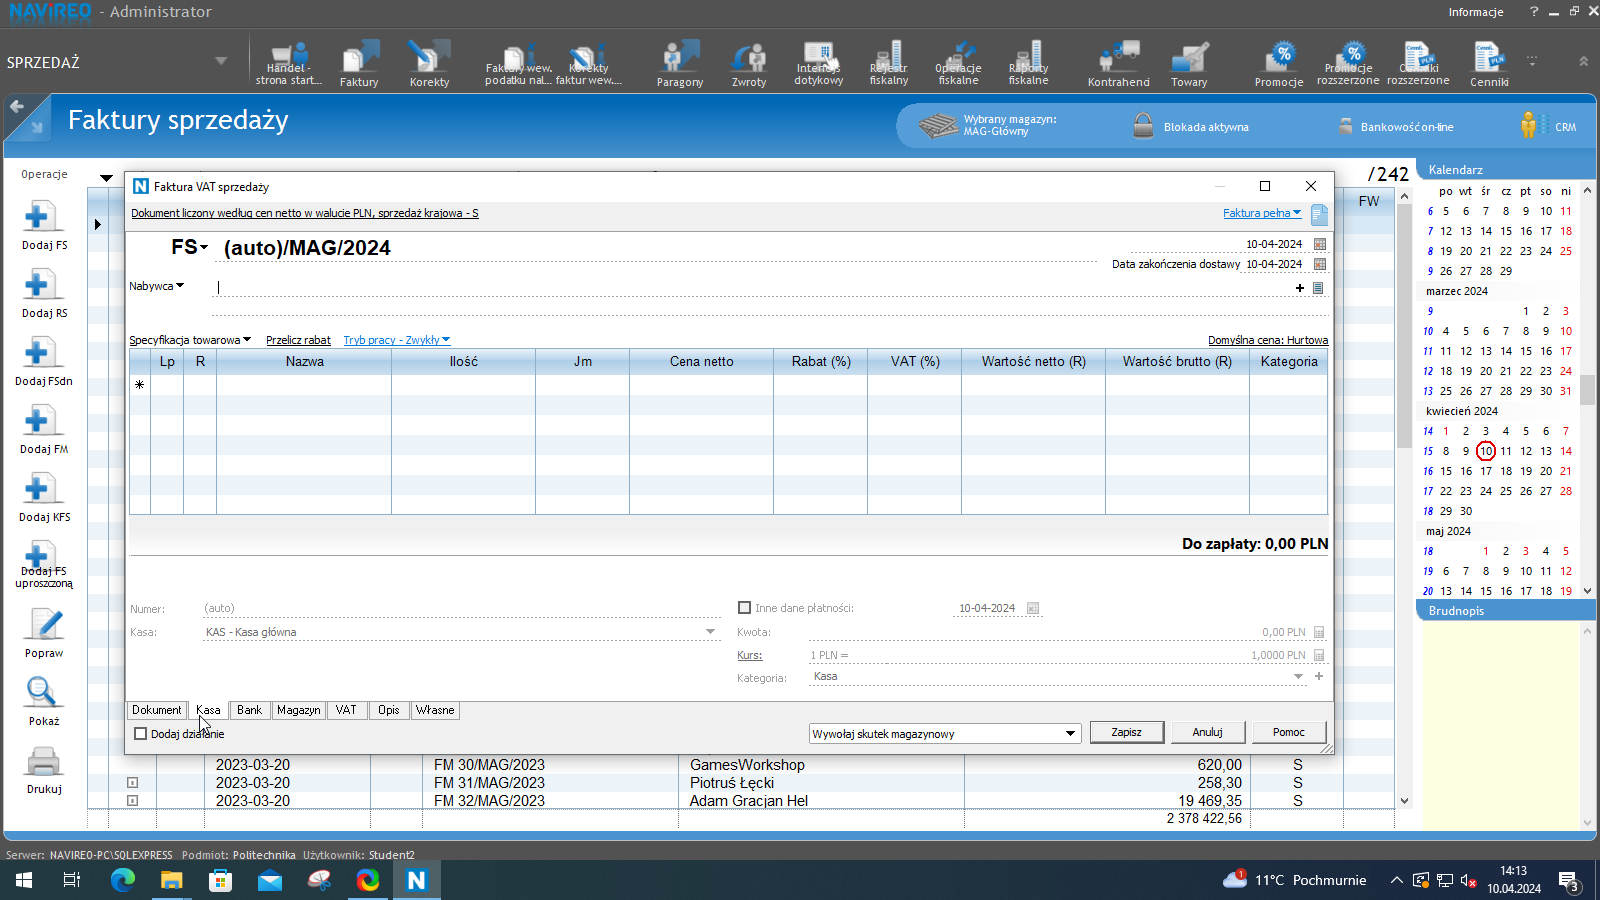 NAViREO - Administrator
Informacje
?
SPRZEDAŻ
Handel -
strona start...
Faktury
Korekty
Faktury wew.
podatku nal...
Korekty
faktur wew....
Paragony
Zwroty
Interfejs
dotykowy
Rejestr
fiskalny
Operacje
fiskalne
Raporty
fiskalne
Kontrahenci
Towary
Promocje
Promocje
rozszerzone
Cenniki
rozszerzone
Cenniki
Faktury sprzedaży
Wybrany magazyn:
MAG-Główny
Blokada aktywna
Bankowość on-line
CRM
Operacje
Dodaj FS
Dodaj RS
Dodaj FSdn
Dodaj FM
Dodaj KFS
Dodaj FS
uproszczoną
Popraw
Pokaż
Drukuj
/242
FW
Faktura VAT sprzedaży
Dokument liczony według cen netto w walucie PLN, sprzedaż krajowa - S
Faktura pełna
FS (auto)/MAG/2024
10-04-2024
Data zakończenia dostawy 10-04-2024
Nabywca
Specyfikacja towarowa Przelicz rabat Tryb pracy - Zwykły Domyślna cena: Hurtowa
Lp R Nazwa Ilość Jm Cena netto Rabat (%) VAT (%) Wartość netto (R) Wartość brutto (R) Kategoria
Do zapłaty: 0,00 PLN
Numer: (auto)
Kasa: KAS - Kasa główna
Inne dane płatności: 10-04-2024
Kwota: 0,00 PLN
Kurs: 1 PLN = 1,0000 PLN
Kategoria: Kasa
Dokument Kasa Bank Magazyn VAT Opis Własne
Dodaj działanie
Wywołaj skutek magazynowy
Zapisz
Anuluj
Pomoc
2023-03-20 FM 30/MAG/2023 GamesWorkshop 620,00 S
2023-03-20 FM 31/MAG/2023 Piotruś Łęcki 258,30 S
2023-03-20 FM 32/MAG/2023 Adam Gracjan Hel 19 469,35 S
2 378 422,56
Kalendarz
po wt śr cz pt so ni
6 5 6 7 8 9 10 11
7 12 13 14 15 16 17 18
8 19 20 21 22 23 24 25
9 26 27 28 29
marzec 2024
9 1 2 3
10 4 5 6 7 8 9 10
11 11 12 13 14 15 16 17
12 18 19 20 21 22 23 24
13 25 26 27 28 29 30 31
kwiecień 2024
14 1 2 3 4 5 6 7
15 8 9 10 11 12 13 14
16 15 16 17 18 19 20 21
17 22 23 24 25 26 27 28
18 29 30
maj 2024
18 1 2 3 4 5
19 6 7 8 9 10 11 12
20 13 14 15 16 17 18 19
Brudnopis
Serwer: NAVIREO-PC\SQLEXPRESS Podmiot: Politechnika Użytkownik: Student2
1
11°C Pochmurnie
14:13
10.04.2024
3